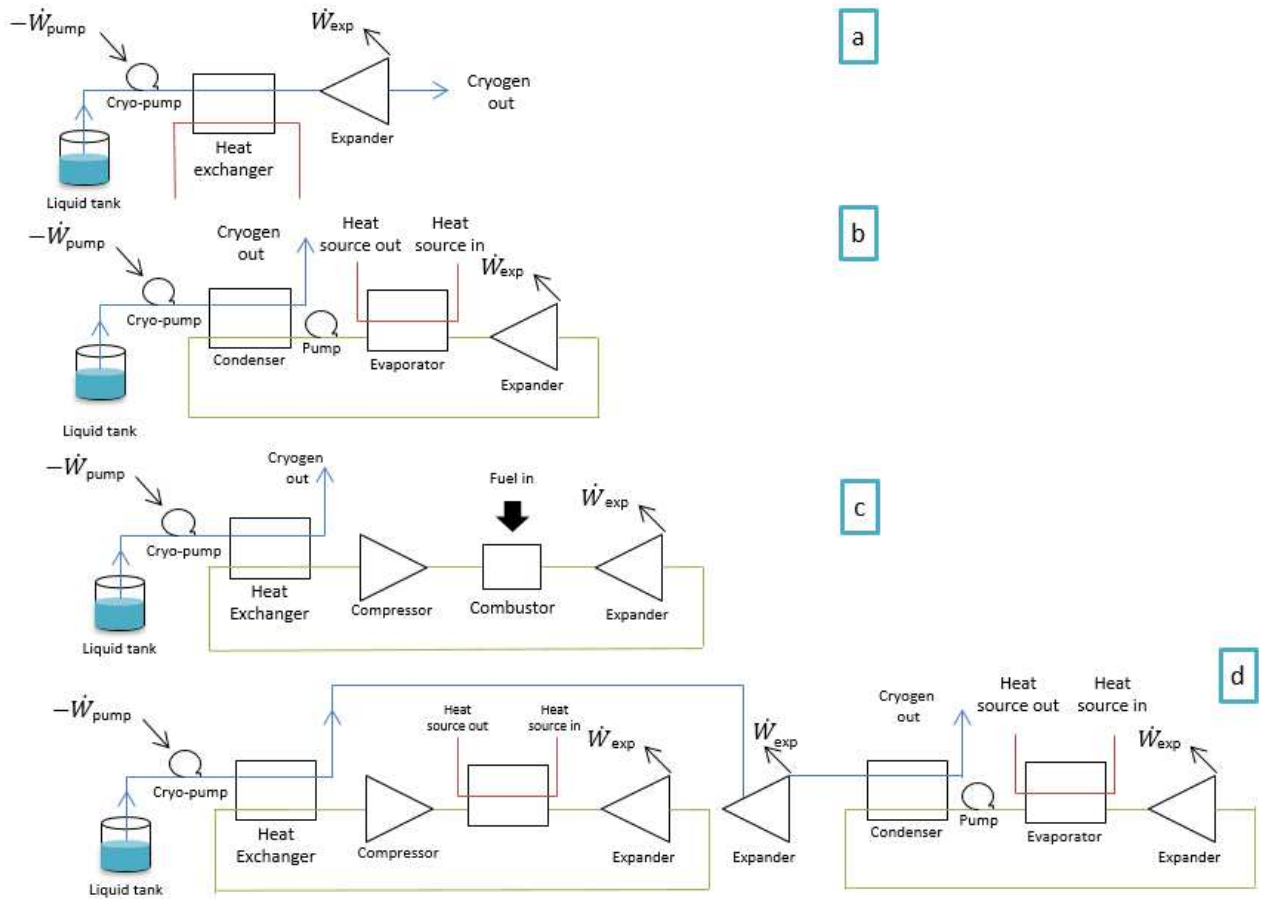 −Ẇpump
Ẇexp
a
Cryo-pump
Cryogen
out
Expander
Heat
exchanger
Liquid tank
−Ẇpump
Cryogen
out
Heat
source out
Heat
source in
Ẇexp
b
Cryo-pump
Condenser
Pump
Evaporator
Expander
Liquid tank
−Ẇpump
Cryogen
out
Fuel in
Ẇexp
c
Cryo-pump
Heat
Exchanger
Compressor
Combustor
Expander
Liquid tank
d
−Ẇpump
Heat
source out
Heat
source in
Ẇexp
Ẇexp
Cryogen
out
Heat
source out
Heat
source in
Ẇexp
Cryo-pump
Heat
Exchanger
Compressor
Expander
Expander
Condenser
Pump
Evaporator
Expander
Liquid tank